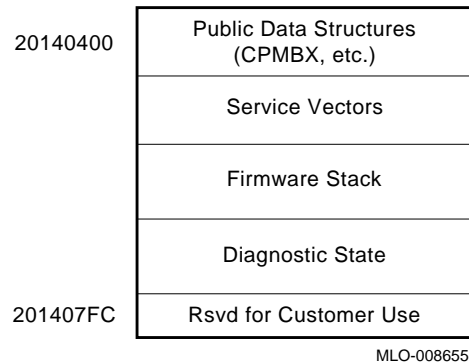 20140400
Public Data Structures
(CPMBX, etc.)
Service Vectors
Firmware Stack
Diagnostic State
201407FC
Rsvd for Customer Use
MLO-008655